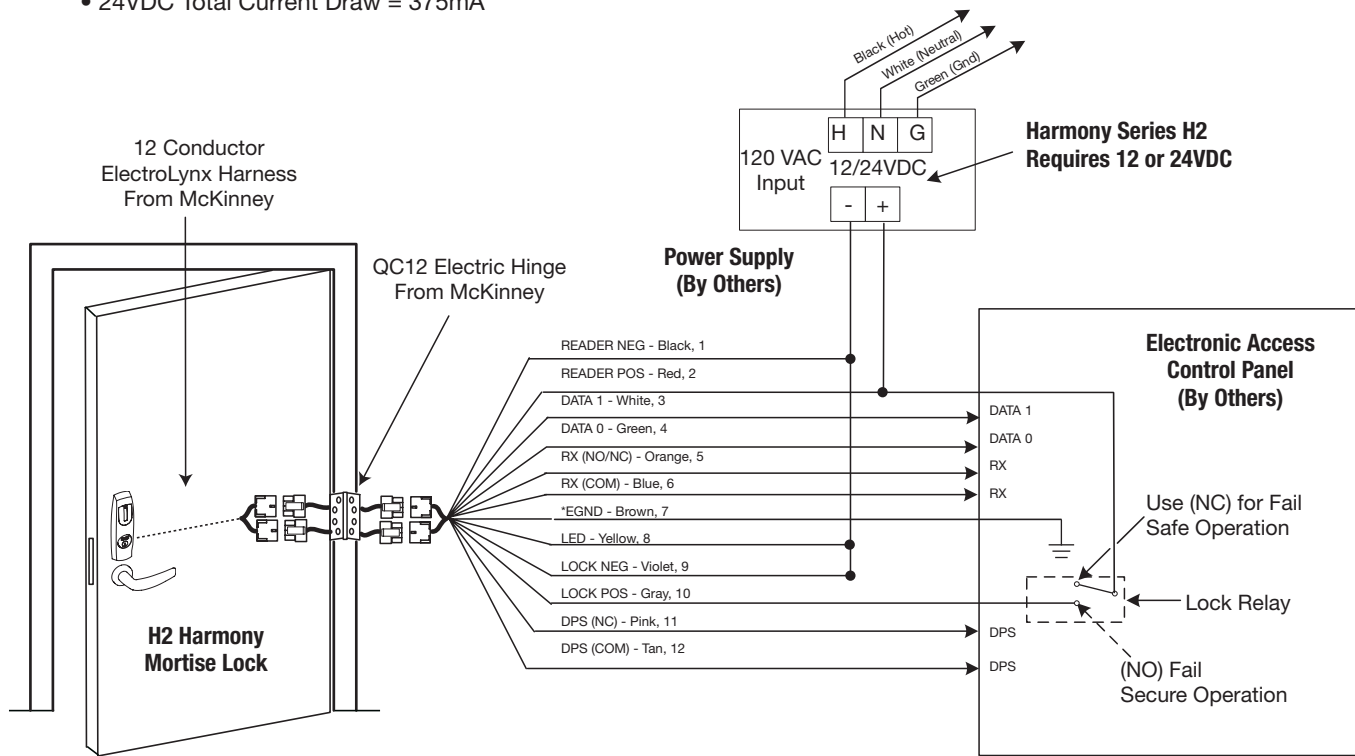 • 24VDC Total Current Draw = 375mA
Black (Hot)
White (Neutral)
Green (Gnd)
H N G
120 VAC
Input
12/24VDC
- +
Harmony Series H2
Requires 12 or 24VDC
Power Supply
(By Others)
12 Conductor
ElectroLynx Harness
From McKinney
QC12 Electric Hinge
From McKinney
READER NEG - Black, 1
READER POS - Red, 2
DATA 1 - White, 3
DATA 0 - Green, 4
RX (NO/NC) - Orange, 5
RX (COM) - Blue, 6
*EGND - Brown, 7
LED - Yellow, 8
LOCK NEG - Violet, 9
LOCK POS - Gray, 10
DPS (NC) - Pink, 11
DPS (COM) - Tan, 12
Electronic Access
Control Panel
(By Others)
DATA 1
DATA 0
RX
RX
Use (NC) for Fail
Safe Operation
Lock Relay
DPS
DPS
(NO) Fail
Secure Operation
H2 Harmony
Mortise Lock